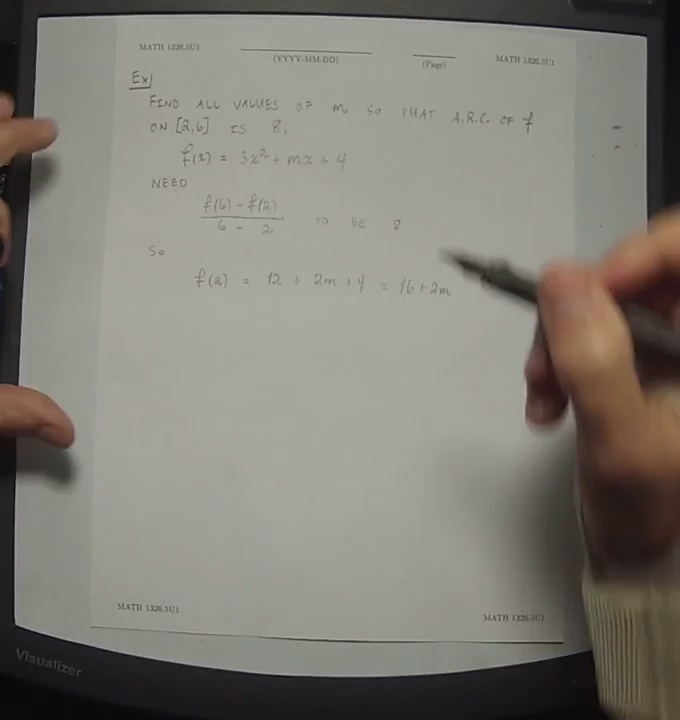 MATH 1326.5U1 (YYYY-MM-DD) (Page) MATH 1326.5U1
Ex
FIND ALL VALUES OF m SO THAT A.R.C. OF f
ON [2,6] IS 8,
f(x) = 3x² + mx + 4
NEED
f(6) - f(2)
6 - 2 TO BE 8
SO
f(2) = 12 + 2m + 4 = 16 + 2m
MATH 1326.5U1 MATH 1326.5U1
Visualizer